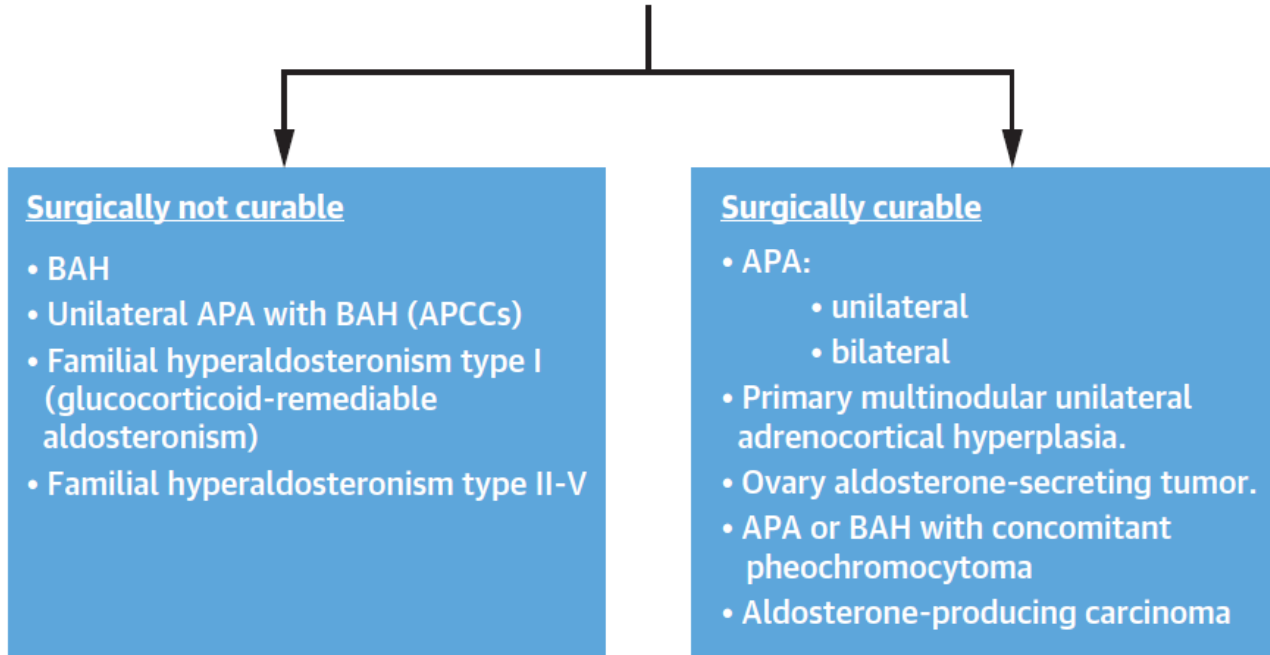 Surgically not curable
• BAH
• Unilateral APA with BAH (APCCs)
• Familial hyperaldosteronism type I
(glucocorticoid-remediable
aldosteronism)
• Familial hyperaldosteronism type II-V
Surgically curable
• APA:
• unilateral
• bilateral
• Primary multinodular unilateral
adrenocortical hyperplasia.
• Ovary aldosterone-secreting tumor.
• APA or BAH with concomitant
pheochromocytoma
• Aldosterone-producing carcinoma